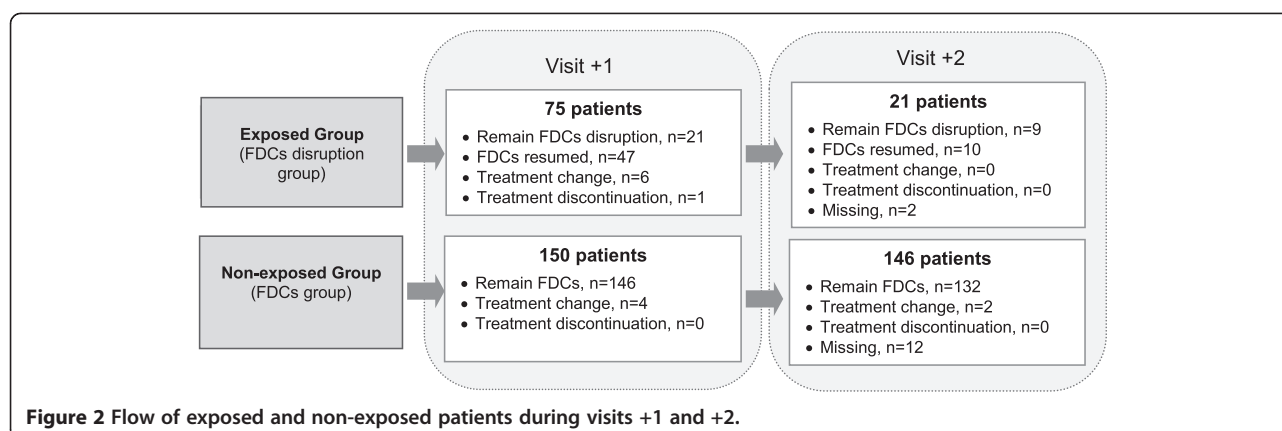 Visit +1
Visit +2
Exposed Group
(FDCs disruption
group)
75 patients
• Remain FDCs disruption, n=21
• FDCs resumed, n=47
• Treatment change, n=6
• Treatment discontinuation, n=1
21 patients
• Remain FDCs disruption, n=9
• FDCs resumed, n=10
• Treatment change, n=0
• Treatment discontinuation, n=0
• Missing, n=2
Non-exposed Group
(FDCs group)
150 patients
• Remain FDCs, n=146
• Treatment change, n=4
• Treatment discontinuation, n=0
146 patients
• Remain FDCs, n=132
• Treatment change, n=2
• Treatment discontinuation, n=0
• Missing, n=12
Figure 2 Flow of exposed and non-exposed patients during visits +1 and +2.